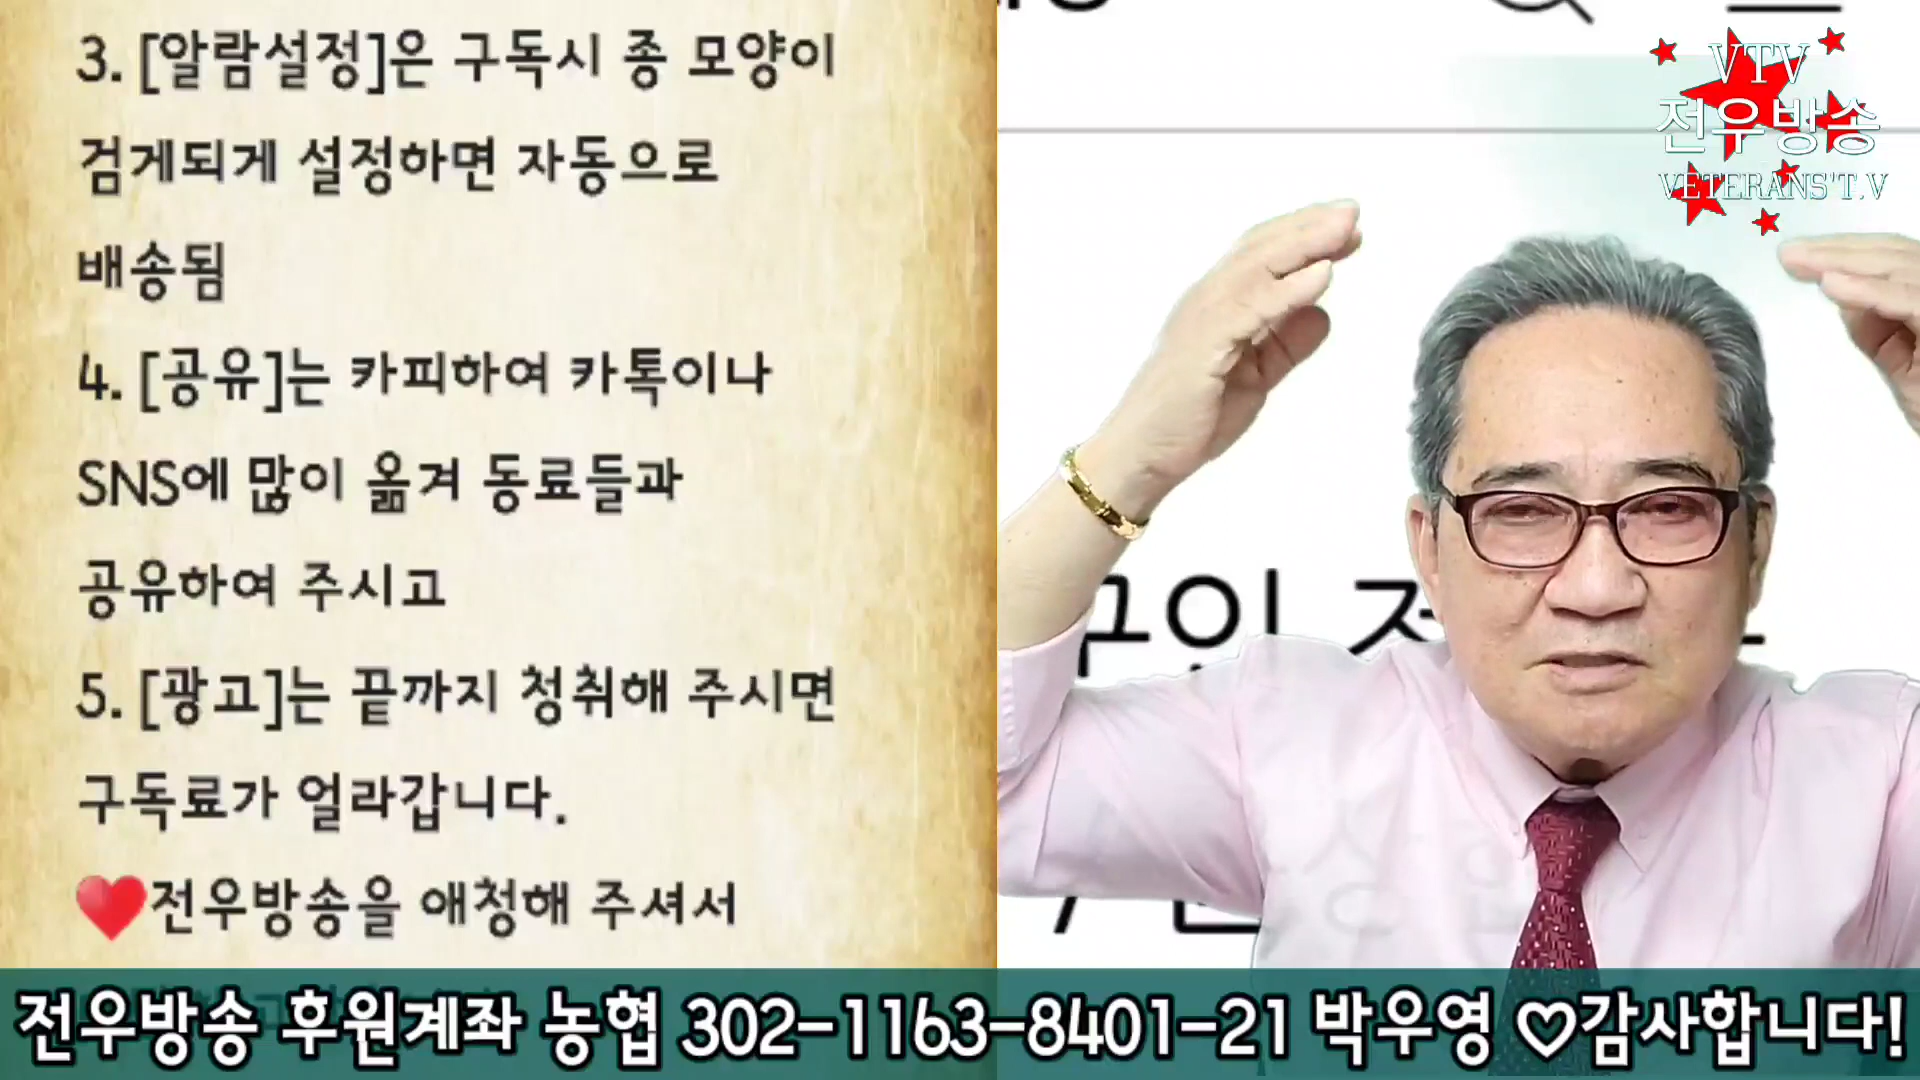 3. [알람설정]은 구독시 종 모양이
검게되게 설정하면 자동으로
배송됨
4. [공유]는 카피하여 카톡이나
SNS에 많이 옮겨 동료들과
공유하여 주시고
5. [광고]는 끝까지 청취해 주시면
구독료가 얼라갑니다.
❤️전우방송을 애청해 주셔서
VTV
전우방송
VETERANS'T.V
구인
전우방송 후원계좌 농협 302-1163-8401-21 박우영 ♡감사합니다!